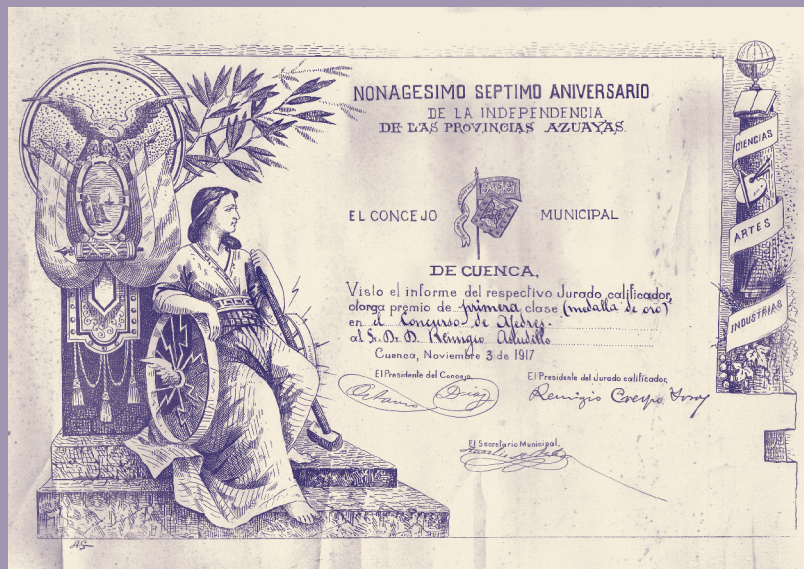 NONAGESIMO SEPTIMO ANIVERSARIO
DE LA INDEPENDENCIA
DE LAS PROVINCIAS AZUAYAS
EL CONCEJO MUNICIPAL
DE CUENCA,
Visto el informe del respectivo Jurado calificador,
otorga premio de primera clase (medalla de oro)
en el Concurso de Ajedrez.
al Sr. Dr. D. Remigio
Cuenca, Noviembre 3 de 1917
El Presidente del Concejo,
El Presidente del Jurado calificador,
Octavio Díaz
Remigio Crespo Toral
El Secretario Municipal.
CIENCIAS
ARTES
INDUSTRIAS